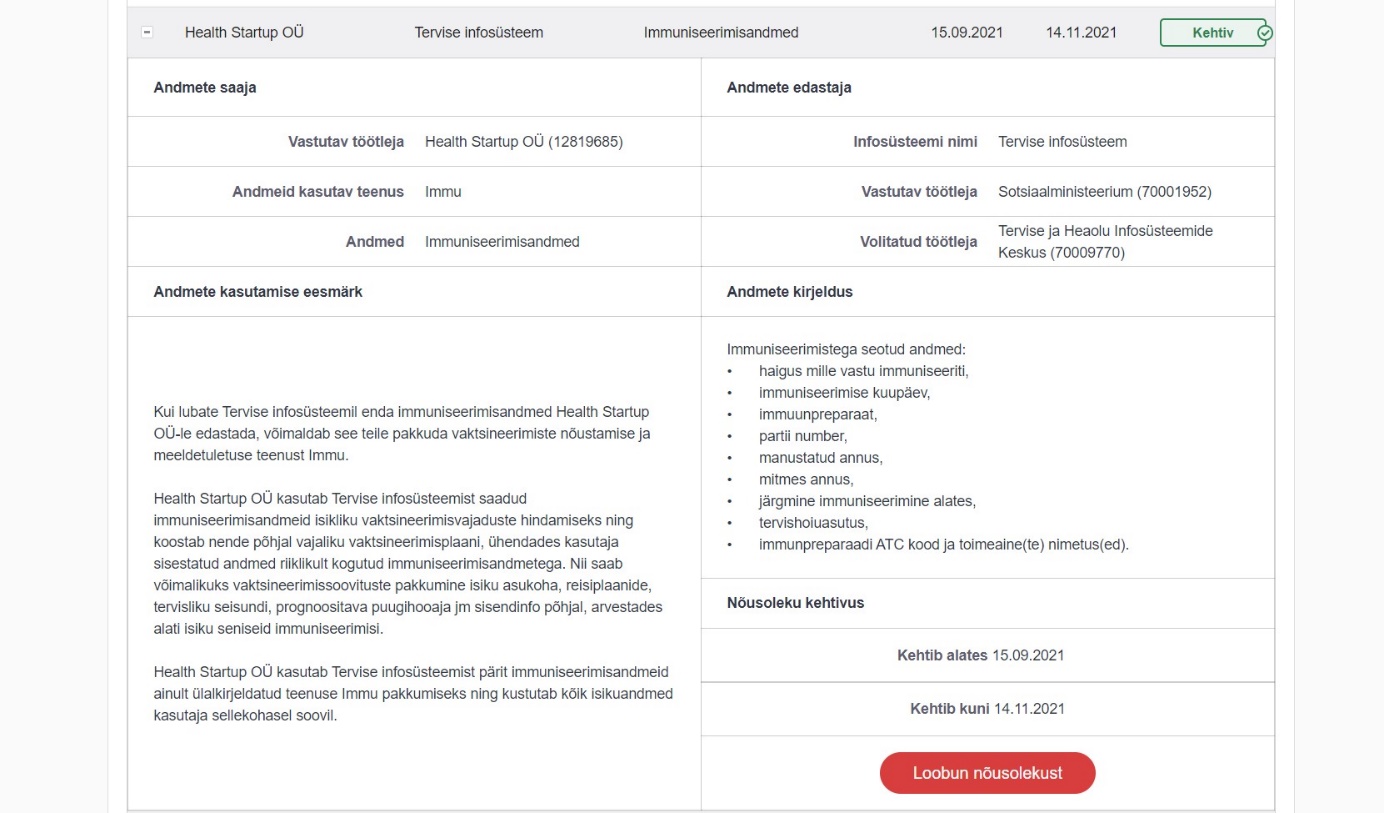 Health Startup OÜ Tervise infosüsteem Immuniseerimisandmed 15.09.2021 14.11.2021 Kehtiv
Andmete saaja
Vastutav töötleja Health Startup OÜ (12819685)
Andmeid kasutav teenus Immu
Andmed Immuniseerimisandmed
Andmete kasutamise eesmärk
Kui lubate Tervise infosüsteemil enda immuniseerimisandmed Health Startup
OÜ-le edastada, võimaldab see teile pakkuda vaktsineerimiste nõustamise ja
meeldetuletuse teenust Immu.
Health Startup OÜ kasutab Tervise infosüsteemist saadud
immuniseerimisandmeid isikliku vaktsineerimisvajaduste hindamiseks ning
koostab nende põhjal vajaliku vaktsineerimisplaani, ühendades kasutaja
sisestatud andmed riiklikult kogutud immuniseerimisandmetega. Nii saab
võimalikuks vaktsineerimissoovituste pakkumine isiku asukoha, reisiplaanide,
tervisliku seisundi, prognoositava puugihooaja jm sisendinfo põhjal, arvestades
alati isiku seniseid immuniseerimisi.
Health Startup OÜ kasutab Tervise infosüsteemist pärit immuniseerimisandmeid
ainult ülalkirjeldatud teenuse Immu pakkumiseks ning kustutab kõik isikuandmed
kasutaja sellekohasel soovil.
Andmete edastaja
Infosüsteemi nimi Tervise infosüsteem
Vastutav töötleja Sotsiaalministeerium (70001952)
Volitatud töötleja Tervise ja Heaolu Infosüsteemide
Keskus (70009770)
Andmete kirjeldus
Immuniseerimistega seotud andmed:
• haigus mille vastu immuniseeriti,
• immuniseerimise kuupäev,
• immuunpreparaat,
• partii number,
• manustatud annus,
• mitmes annus,
• järgmine immuniseerimine alates,
• tervishoiuasutus,
• immunpreparaadi ATC kood ja toimeaine(te) nimetus(ed).
Nõusoleku kehtivus
Kehtib alates 15.09.2021
Kehtib kuni 14.11.2021
Loobun nõusolekust